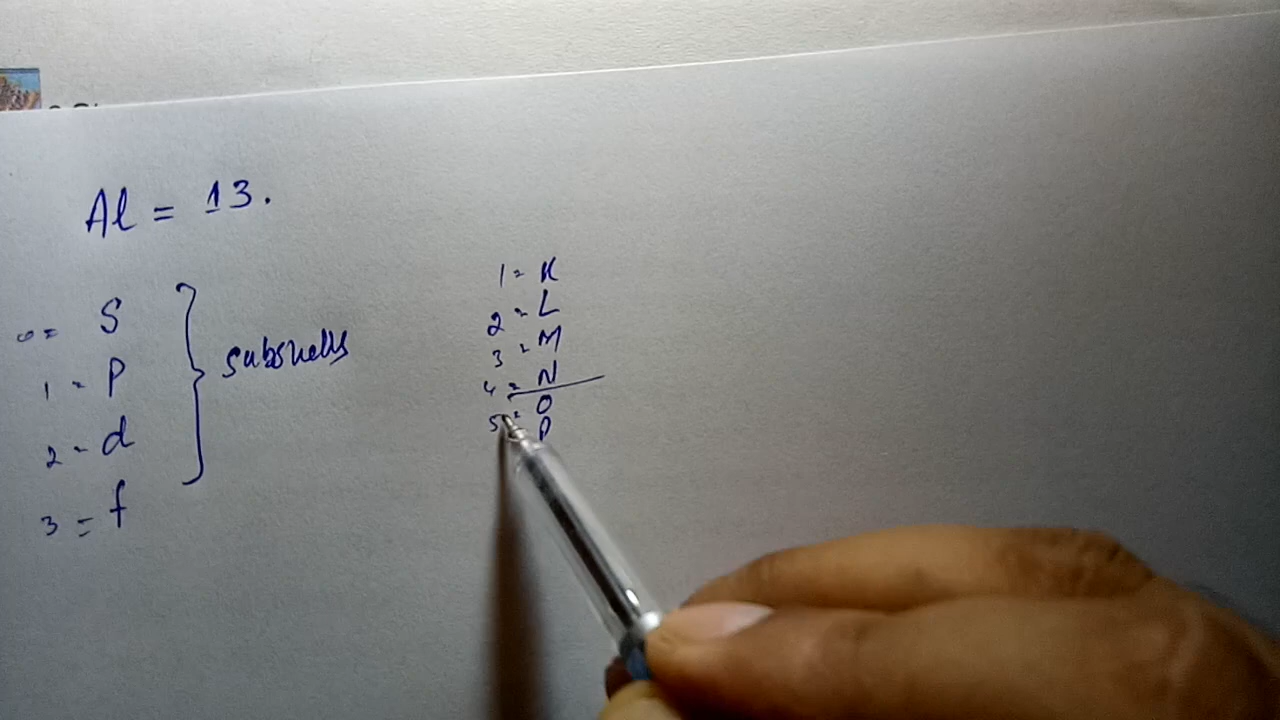 Al = 13.
0 = S
1 = P
2 = d
3 = f
subshells
1 = K
2 = L
3 = M
4 = N
5 = O
P